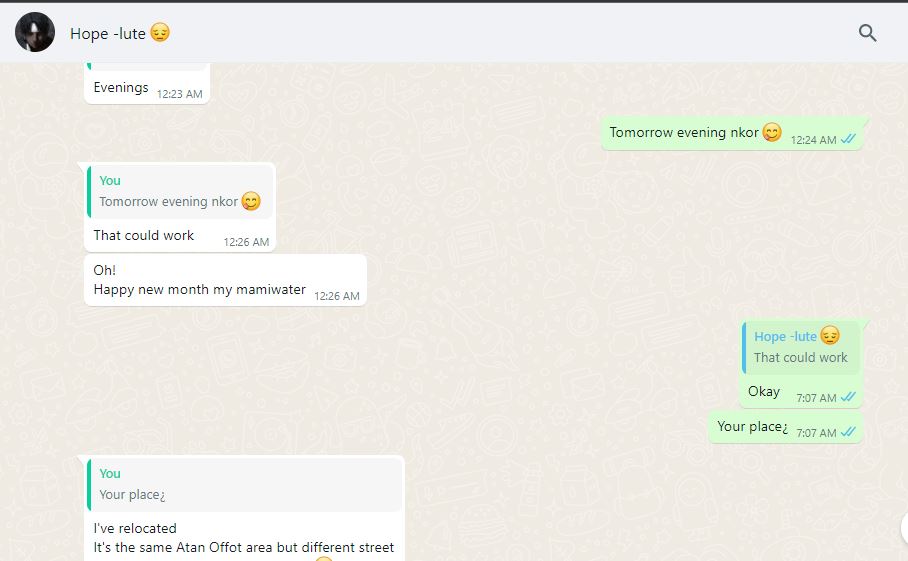 Hope -lute 😔
Evenings 12:23 AM
Tomorrow evening nkor 😋 12:24 AM
You
Tomorrow evening nkor 😋
That could work 12:26 AM
Oh!
Happy new month my mamiwater 12:26 AM
Hope -lute 😔
That could work
Okay 7:07 AM
Your place¿ 7:07 AM
You
Your place¿
I've relocated
It's the same Atan Offot area but different street